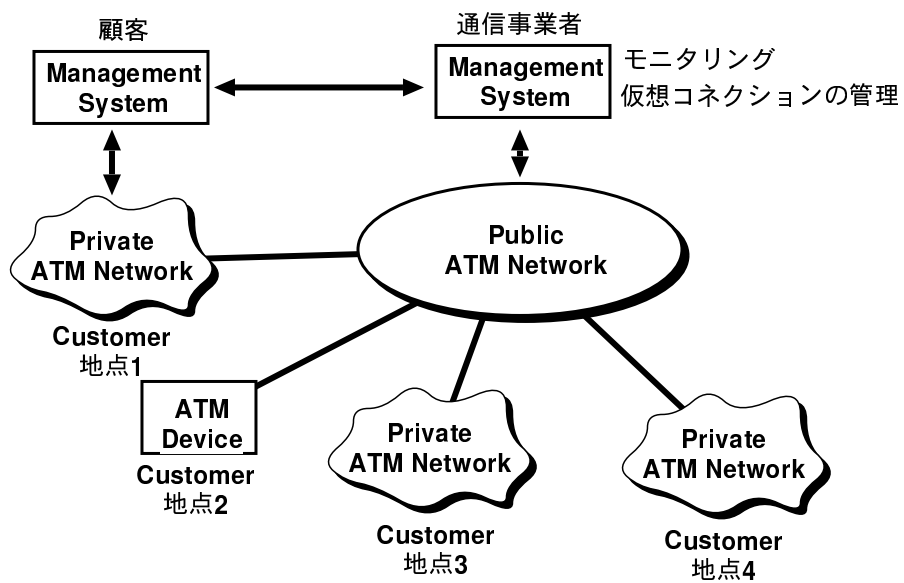 顧客
通信事業者
Management
System
Management
System
モニタリング
仮想コネクションの管理
Private
ATM Network
Public
ATM Network
Customer
地点1
ATM
Device
Customer
地点2
Private
ATM Network
Customer
地点3
Private
ATM Network
Customer
地点4